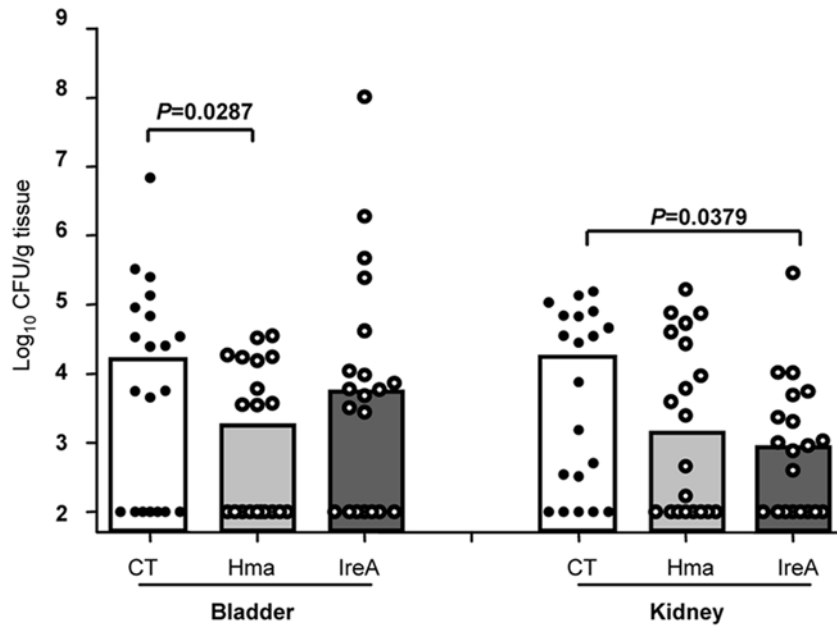 9
8
7
6
5
4
3
2
Log₁₀ CFU/g tissue
P=0.0287
P=0.0379
CT Hma IreA CT Hma IreA
Bladder Kidney